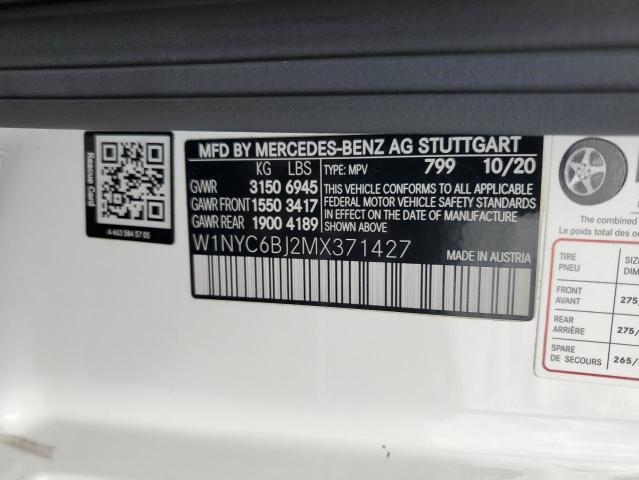 Rescue Card
A 463 584 57 05
MFD BY MERCEDES-BENZ AG STUTTGART
KG LBS TYPE: MPV 799 10/20
GVWR 3150 6945
GAWR FRONT 1550 3417
GAWR REAR 1900 4189
THIS VEHICLE CONFORMS TO ALL APPLICABLE
FEDERAL MOTOR VEHICLE SAFETY STANDARDS
IN EFFECT ON THE DATE OF MANUFACTURE
SHOWN ABOVE
W1NYC6BJ2MX371427
MADE IN AUSTRIA
The combined
Le poids total des
TIRE
PNEU
FRONT
AVANT
275/
REAR
ARRIÈRE
275/
SPARE
DE SECOURS
265/